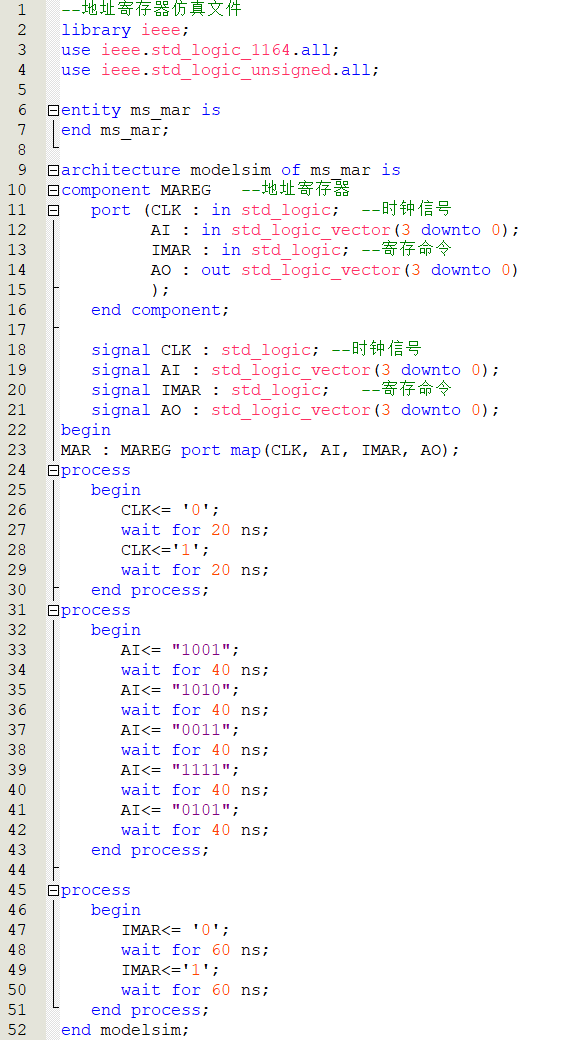 1 --地址寄存器仿真文件
2 library ieee;
3 use ieee.std_logic_1164.all;
4 use ieee.std_logic_unsigned.all;
5
6 entity ms_mar is
7 end ms_mar;
8
9 architecture modelsim of ms_mar is
10 component MAREG   --地址寄存器
11    port (CLK : in std_logic;  --时钟信号
12          AI : in std_logic_vector(3 downto 0);
13          IMAR : in std_logic; --寄存命令
14          AO : out std_logic_vector(3 downto 0)
15          );
16    end component;
17
18    signal CLK : std_logic; --时钟信号
19    signal AI : std_logic_vector(3 downto 0);
20    signal IMAR : std_logic;   --寄存命令
21    signal AO : std_logic_vector(3 downto 0);
22 begin
23 MAR : MAREG port map(CLK, AI, IMAR, AO);
24 process
25    begin
26       CLK<= '0';
27       wait for 20 ns;
28       CLK<='1';
29       wait for 20 ns;
30    end process;
31 process
32    begin
33       AI<= "1001";
34       wait for 40 ns;
35       AI<= "1010";
36       wait for 40 ns;
37       AI<= "0011";
38       wait for 40 ns;
39       AI<= "1111";
40       wait for 40 ns;
41       AI<= "0101";
42       wait for 40 ns;
43    end process;
44
45 process
46    begin
47       IMAR<= '0';
48       wait for 60 ns;
49       IMAR<='1';
50       wait for 60 ns;
51    end process;
52 end modelsim;